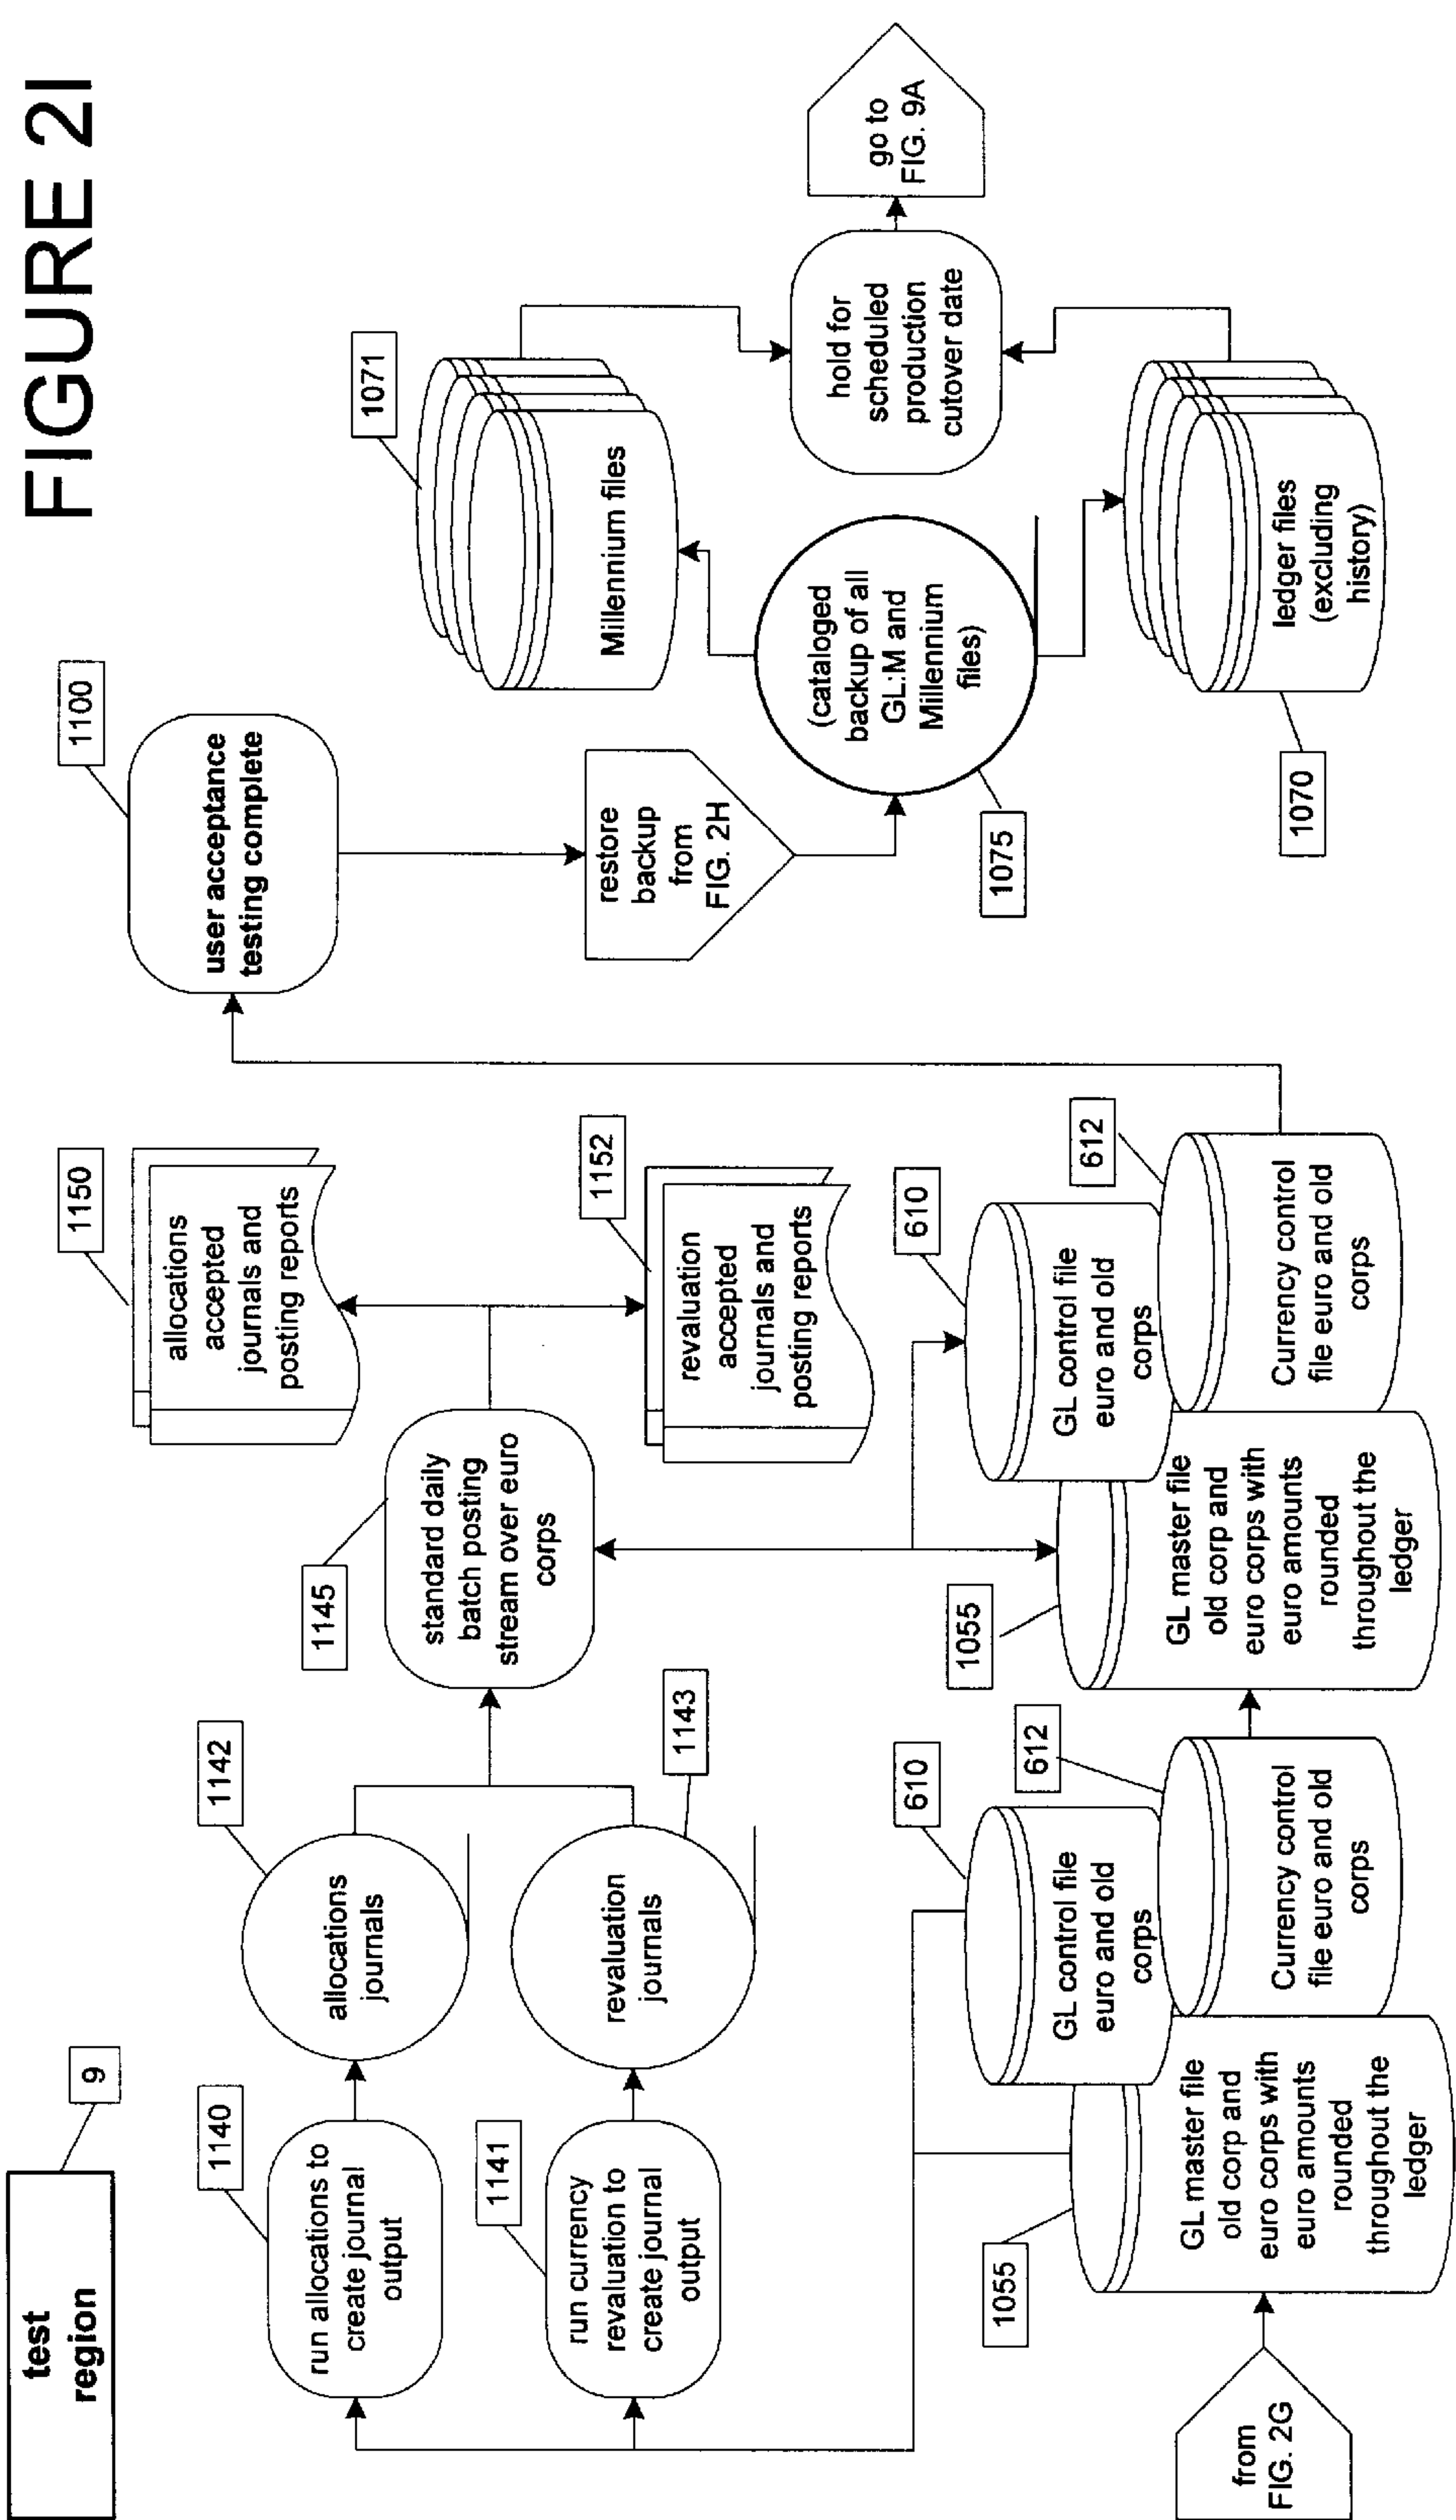 FIGURE 2I
test
region
9
1140
run allocations to
create journal
output
1142
allocations
journals
1141
run currency
revaluation to
create journal
output
1143
revaluation
journals
1145
standard daily
batch posting
stream over euro
corps
1150
allocations
accepted
journals and
posting reports
1152
revaluation
accepted
journals and
posting reports
from
FIG. 2G
1055
GL master file
old corp and
euro corps with
euro amounts
rounded
throughout the
ledger
610
GL control file
euro and old
corps
612
Currency control
file euro and old
corps
1055
GL master file
old corp and
euro corps with
euro amounts
rounded
throughout the
ledger
610
GL control file
euro and old
corps
612
Currency control
file euro and old
corps
1100
user acceptance
testing complete
restore
backup
from
FIG. 2H
1075
(cataloged
backup of all
GL:M and
Millennium
files)
1071
Millennium files
1070
ledger files
(excluding
history)
hold for
scheduled
production
cutover date
go to
FIG. 9A